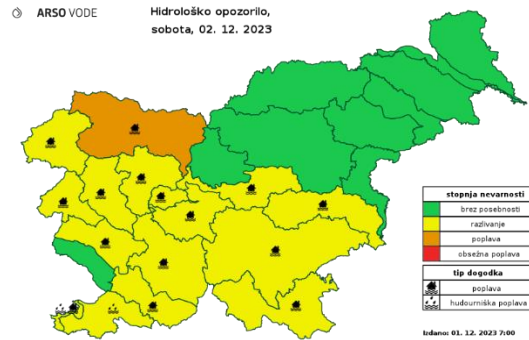 ARSO VODE
Hidrološko opozorilo,
sobota, 02. 12. 2023
stopnja nevarnosti
brez posebnosti
razlivanje
poplava
obsežna poplava
tip dogodka
poplava
hudourniška poplava
Izdano: 01. 12. 2023 7:00